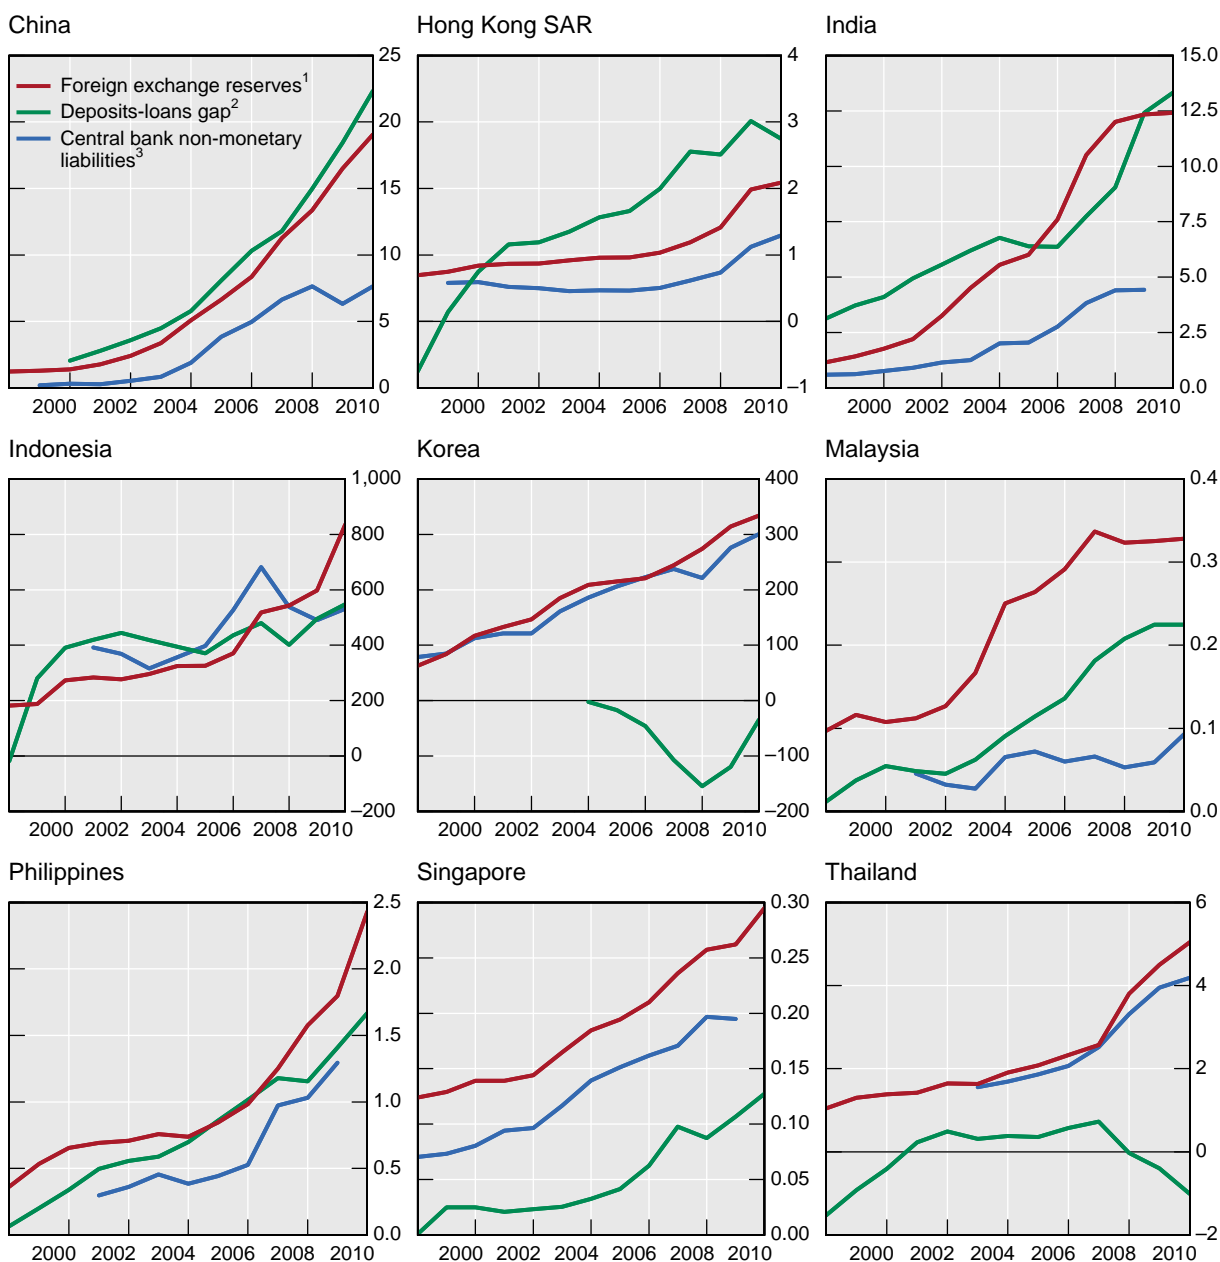 China
25
20
15
10
5
0
Foreign exchange reserves1
Deposits-loans gap2
Central bank non-monetary
liabilities3
2000 2002 2004 2006 2008 2010
Hong Kong SAR
4
3
2
1
0
–1
2000 2002 2004 2006 2008 2010
India
15.0
12.5
10.0
7.5
5.0
2.5
0.0
2000 2002 2004 2006 2008 2010
Indonesia
1,000
800
600
400
200
0
–200
2000 2002 2004 2006 2008 2010
Korea
400
300
200
100
0
–100
–200
2000 2002 2004 2006 2008 2010
Malaysia
0.4
0.3
0.2
0.1
0.0
2000 2002 2004 2006 2008 2010
Philippines
2.5
2.0
1.5
1.0
0.5
0.0
2000 2002 2004 2006 2008 2010
Singapore
0.30
0.25
0.20
0.15
0.10
0.05
0.00
2000 2002 2004 2006 2008 2010
Thailand
6
4
2
0
–2
2000 2002 2004 2006 2008 2010